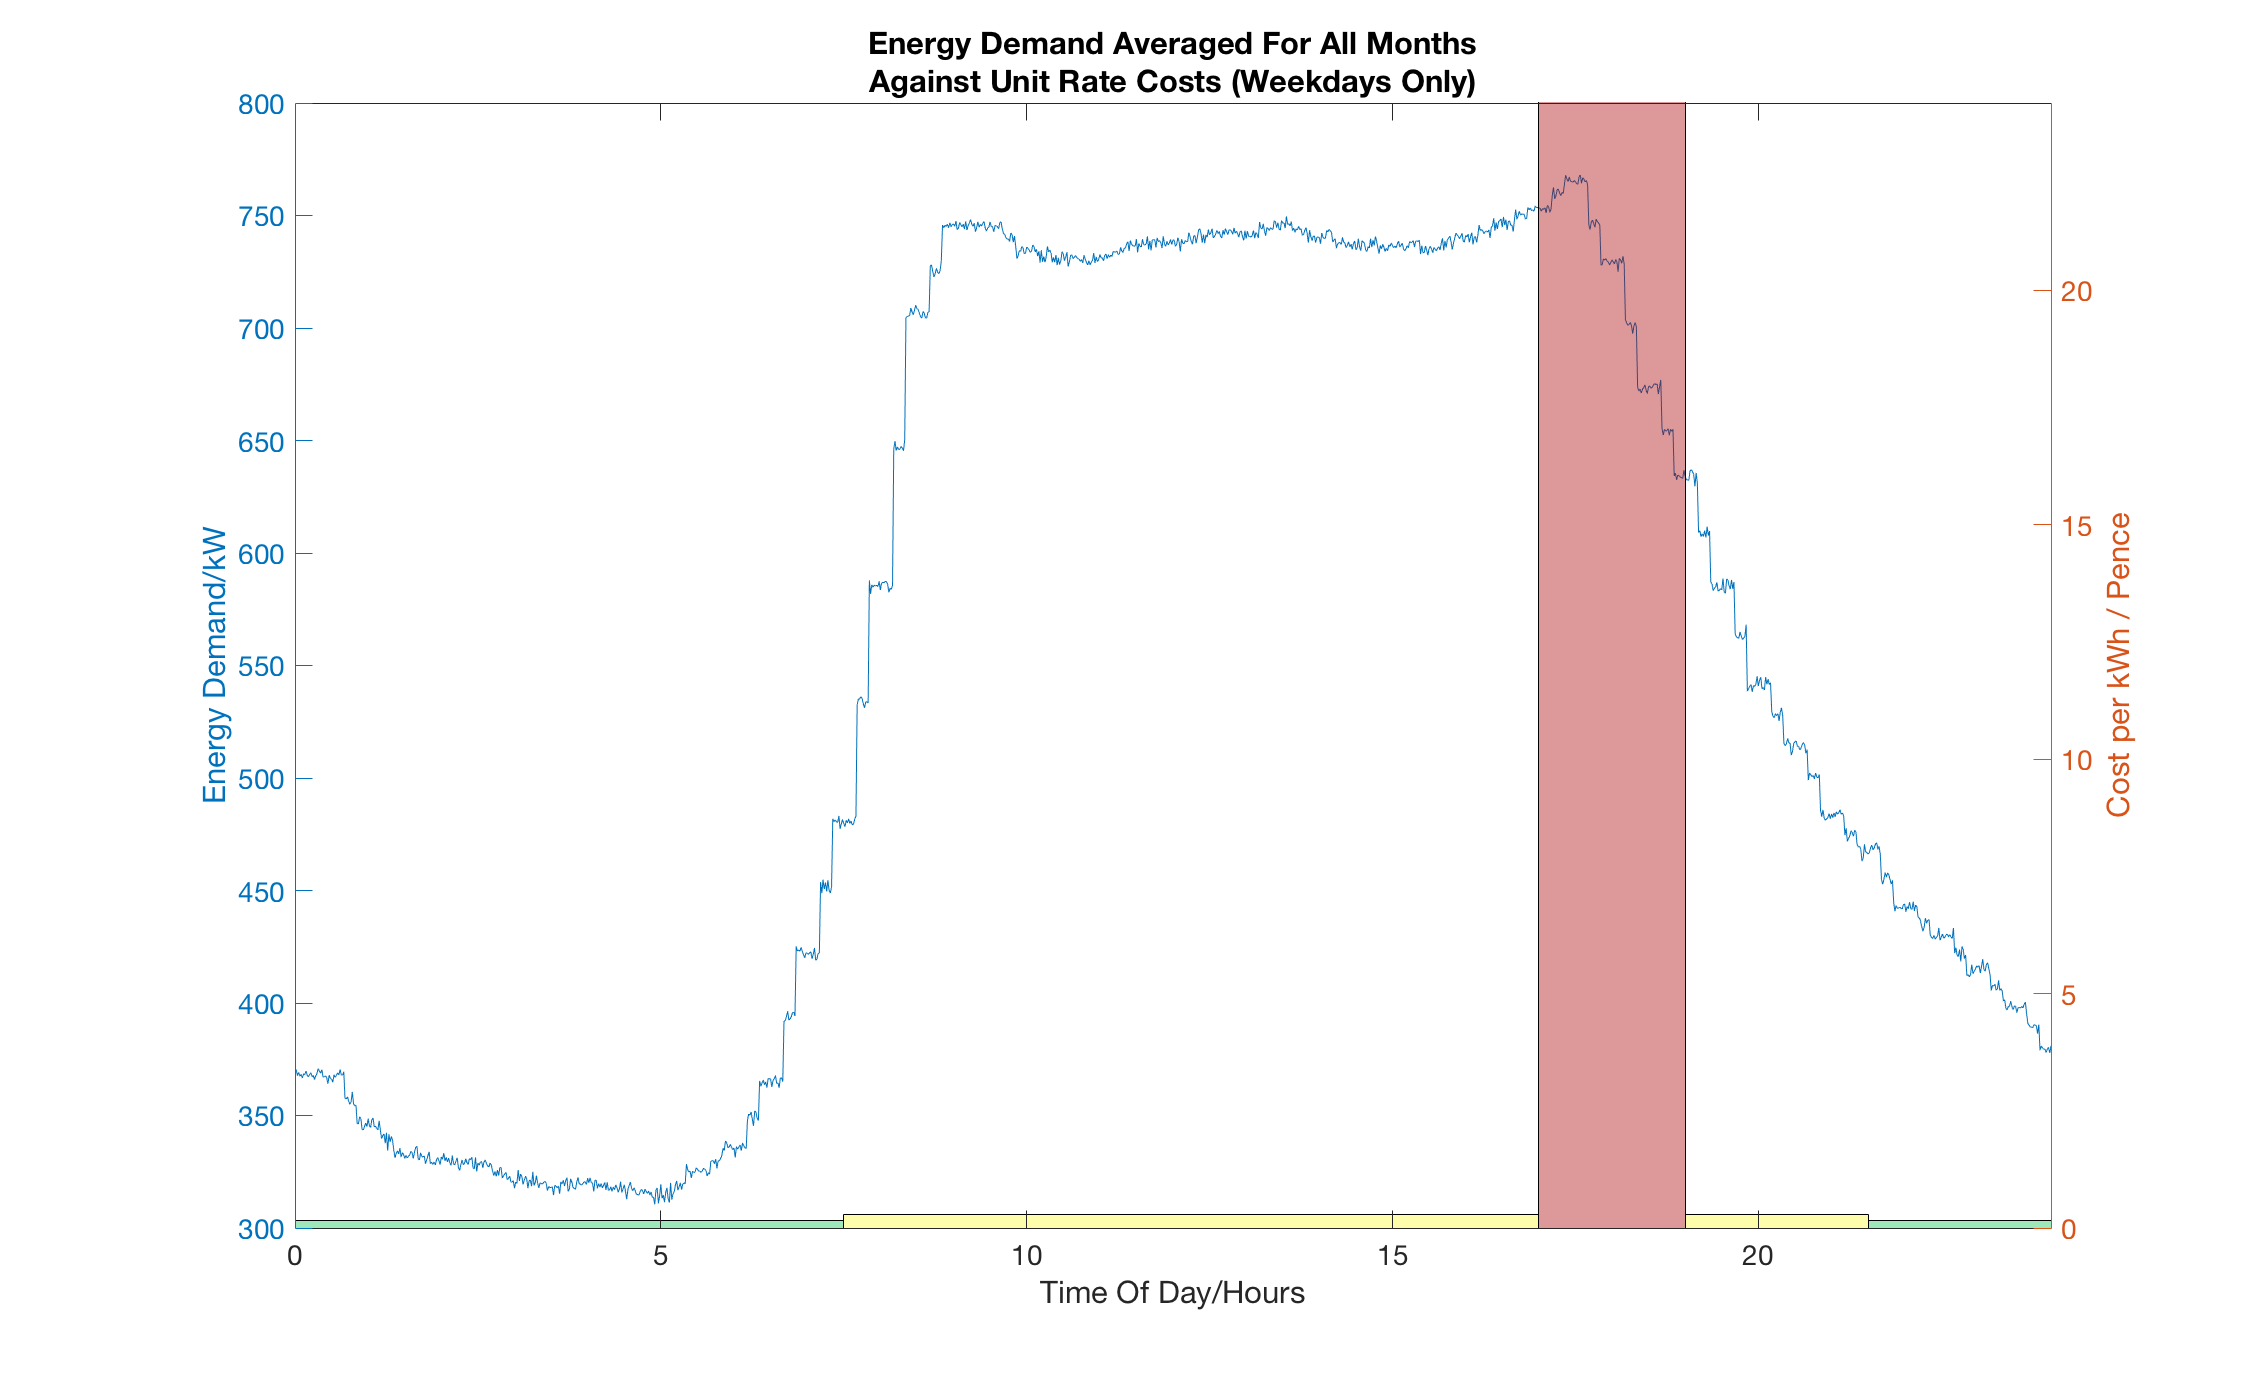 Energy Demand Averaged For All Months
Against Unit Rate Costs (Weekdays Only)
800
750
700
650
600
550
500
450
400
350
300
Energy Demand/kW
20
15
10
5
0
Cost per kWh / Pence
0 5 10 15 20
Time Of Day/Hours